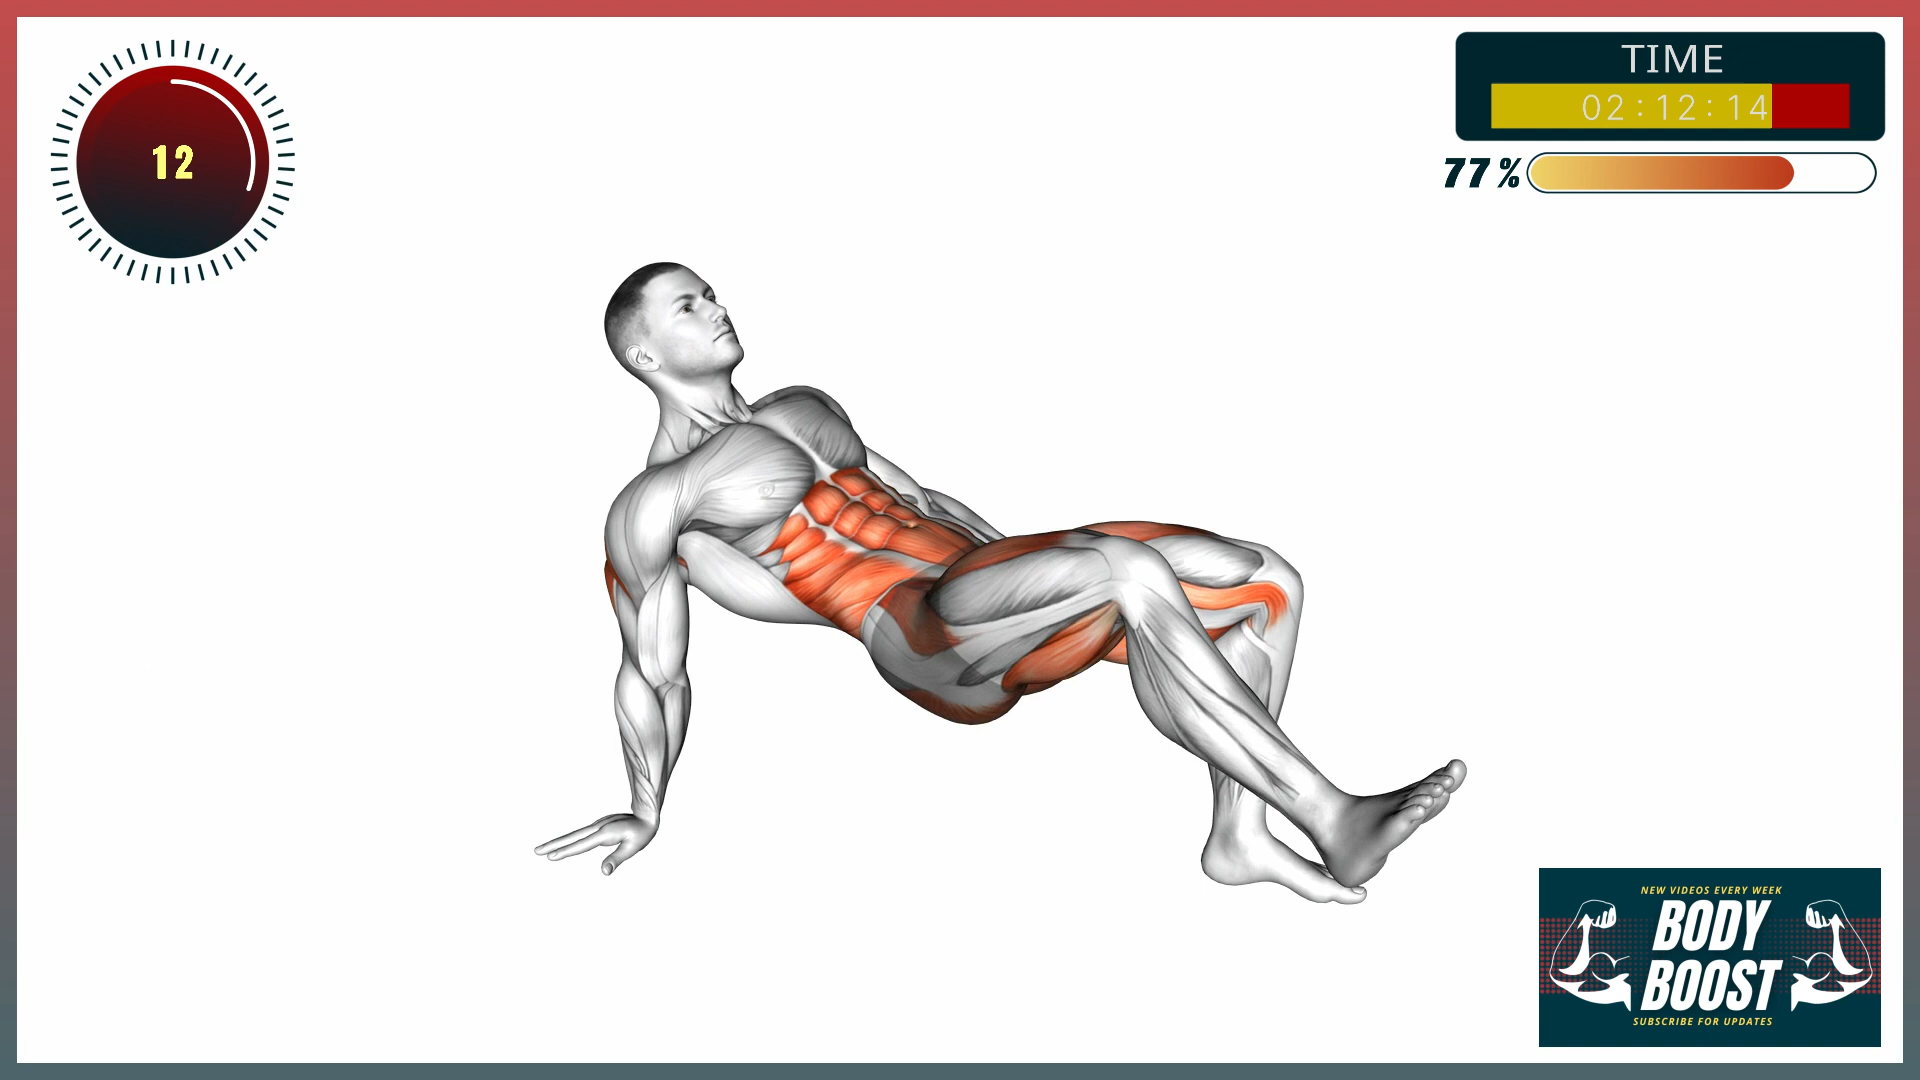 12
TIME
02:12:14
77%
NEW VIDEOS EVERY WEEK
BODY
BOOST
SUBSCRIBE FOR UPDATES